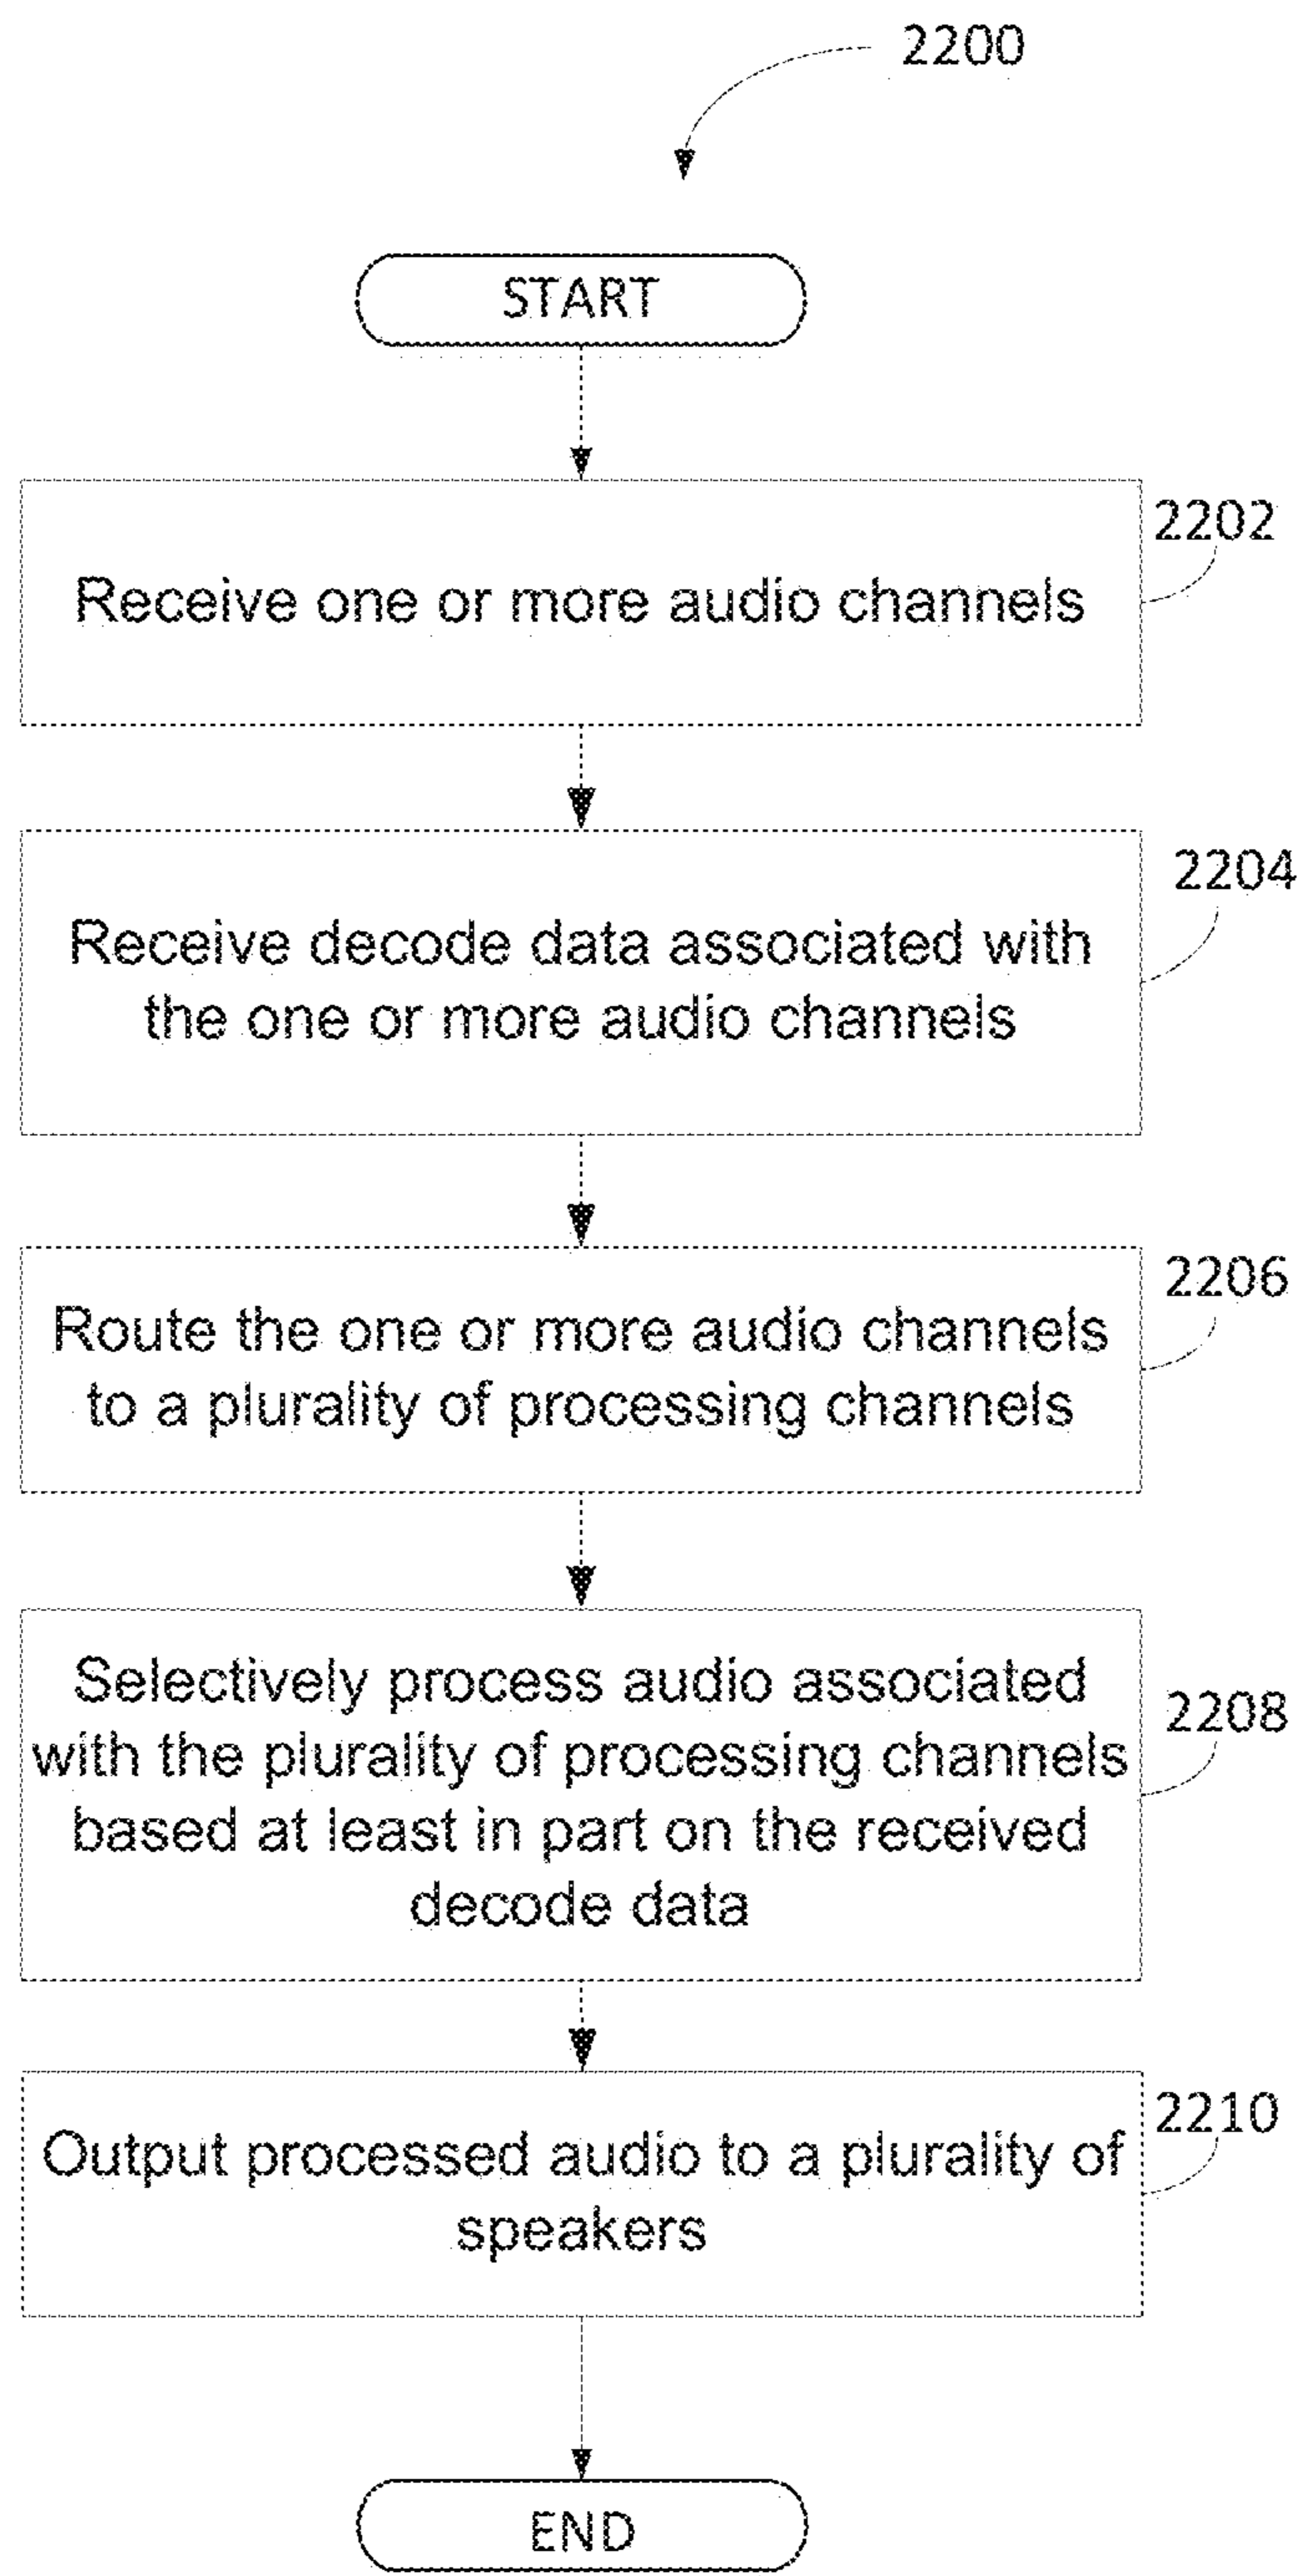 2200
START
2202
Receive one or more audio channels
2204
Receive decode data associated with
the one or more audio channels
2206
Route the one or more audio channels
to a plurality of processing channels
2208
Selectively process audio associated
with the plurality of processing channels
based at least in part on the received
decode data
2210
Output processed audio to a plurality of
speakers
END